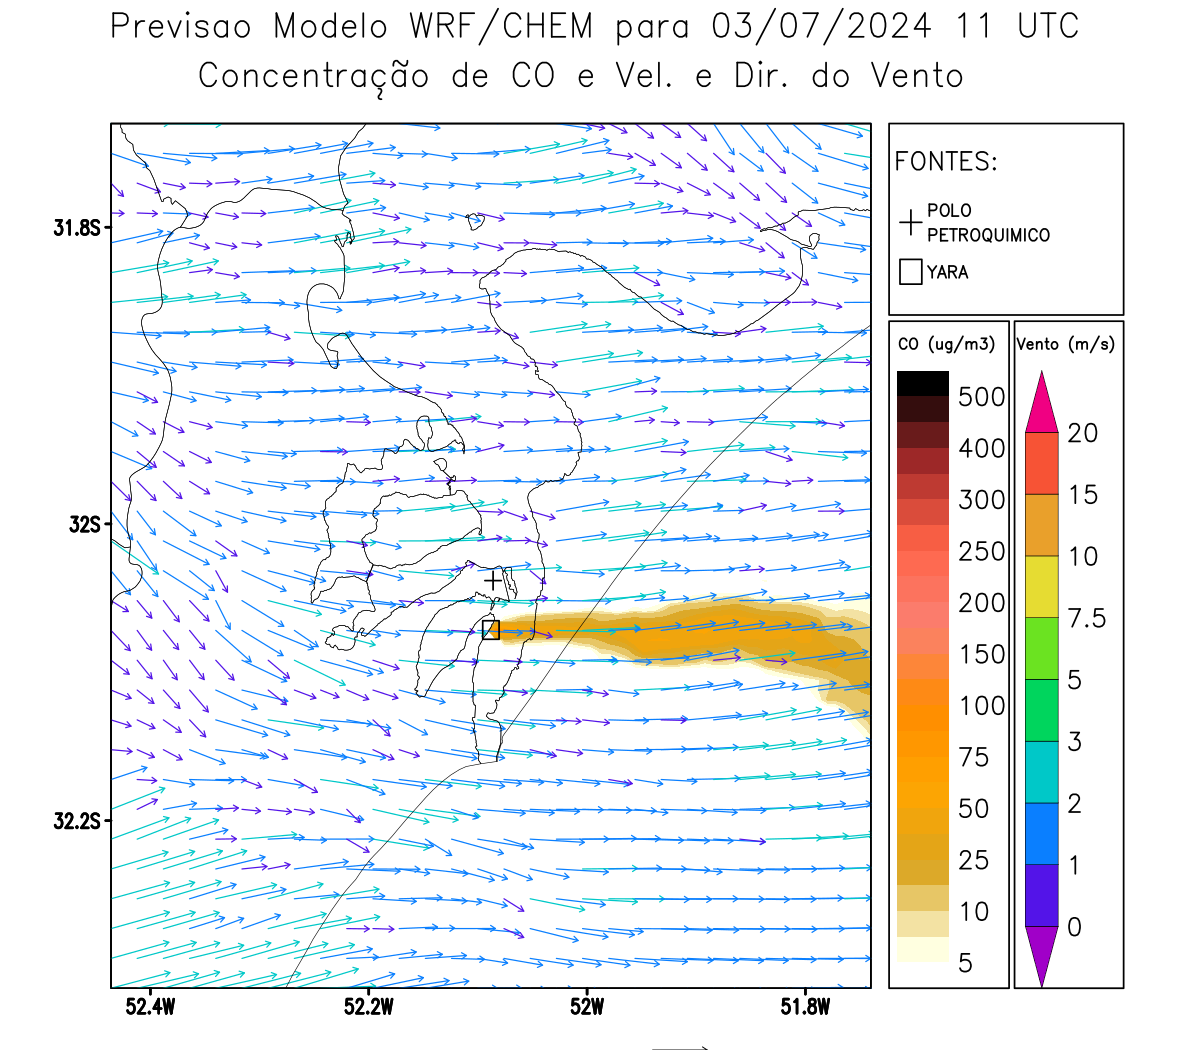 Previsao Modelo WRF/CHEM para 03/07/2024 11 UTC
Concentração de CO e Vel. e Dir. do Vento
FONTES:
POLO
PETROQUIMICO
YARA
CO (ug/m3)
500
400
300
250
200
150
100
75
50
25
10
5
Vento (m/s)
20
15
10
7.5
5
3
2
1
0
31.8S
32S
32.2S
52.4W
52.2W
52W
51.8W